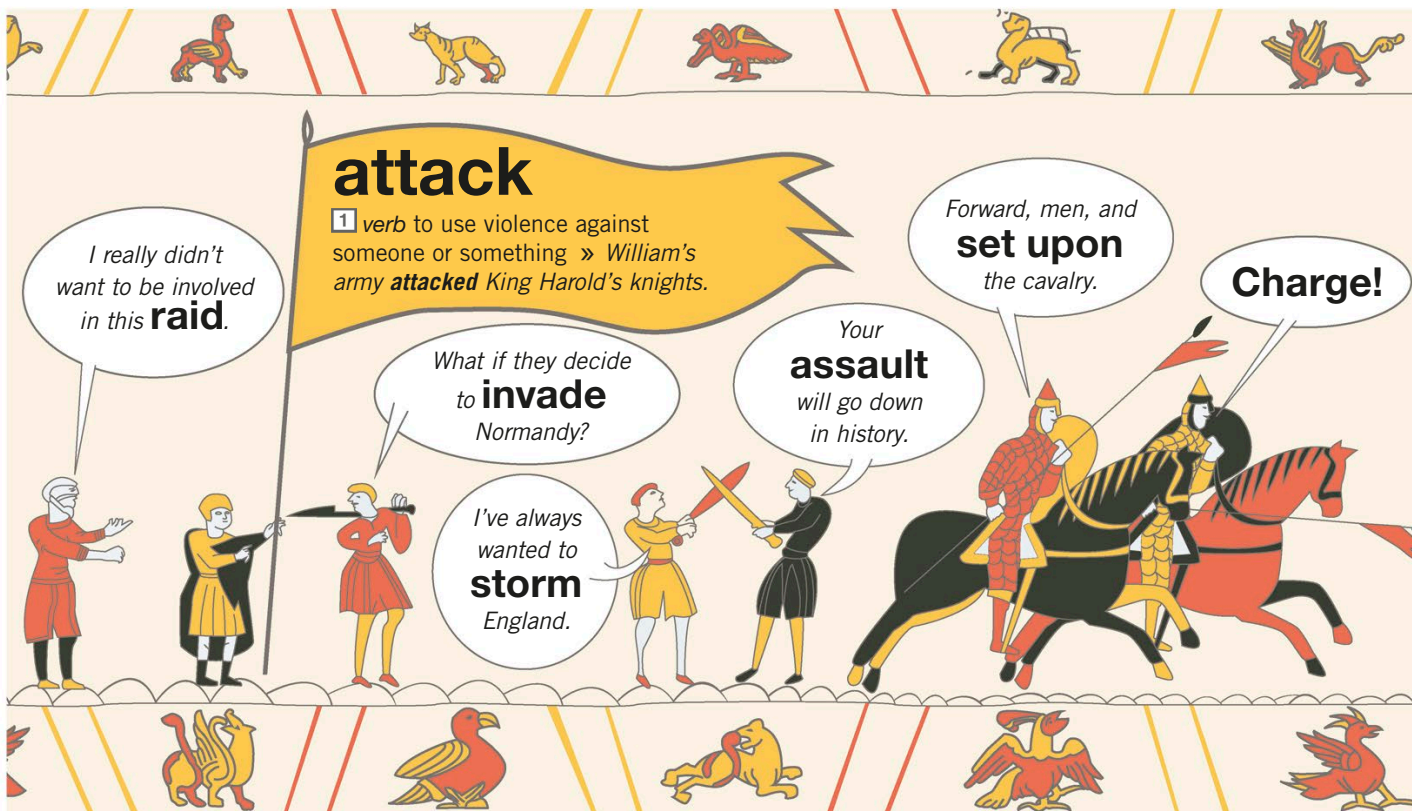 attack
1 verb to use violence against
someone or something » William’s
army attacked King Harold’s knights.
I really didn’t
want to be involved
in this raid.
What if they decide
to invade
Normandy?
I’ve always
wanted to
storm
England.
Your
assault
will go down
in history.
Forward, men, and
set upon
the cavalry.
Charge!